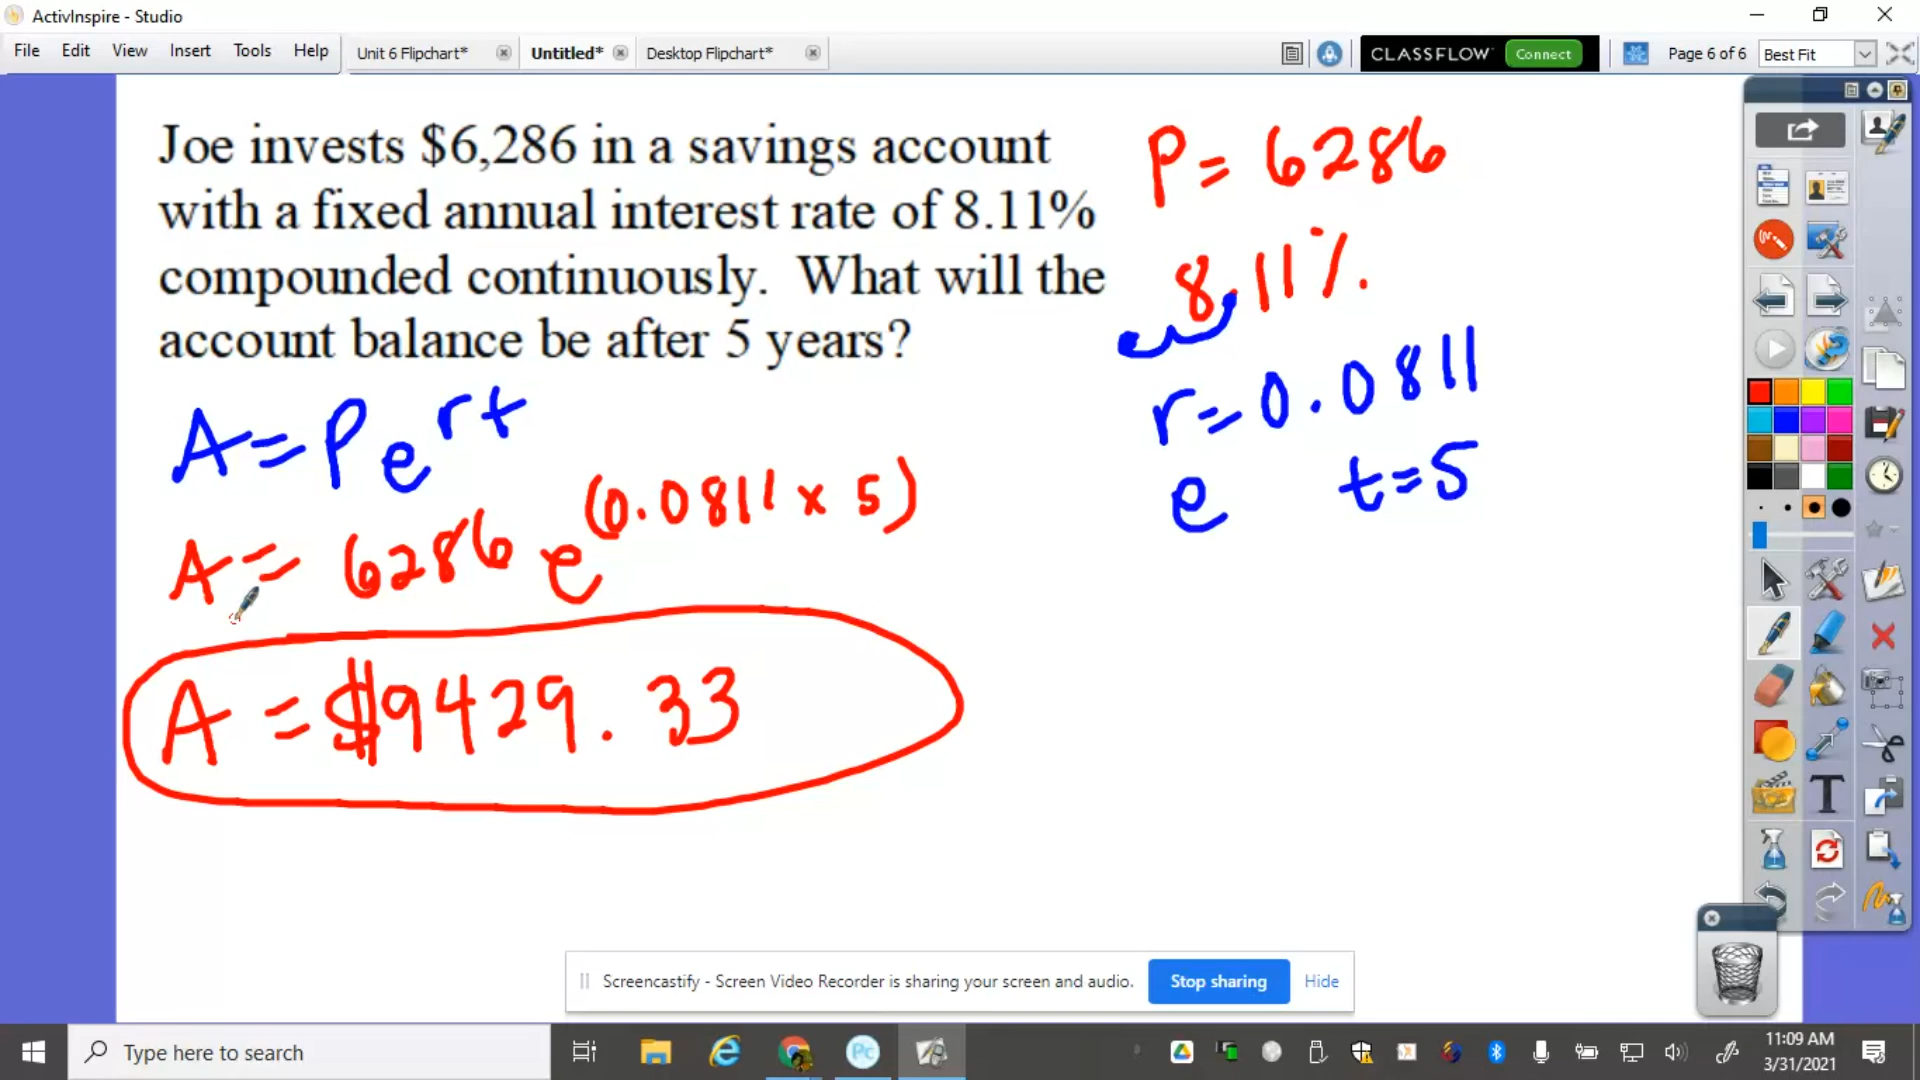 ActivInspire - Studio
File Edit View Insert Tools Help
Unit 6 Flipchart*
Untitled*
Desktop Flipchart*
CLASSFLOW Connect
Page 6 of 6
Best Fit
Joe invests $6,286 in a savings account
with a fixed annual interest rate of 8.11%
compounded continuously. What will the
account balance be after 5 years?
P = 6286
8.11%
r = 0.0811
e t = 5
A = Pe^rt
A = 6286 e^(0.0811 x 5)
A = $9429.33
T
Screencastify - Screen Video Recorder is sharing your screen and audio.
Stop sharing
Hide
Type here to search
Pc
11:09 AM
3/31/2021